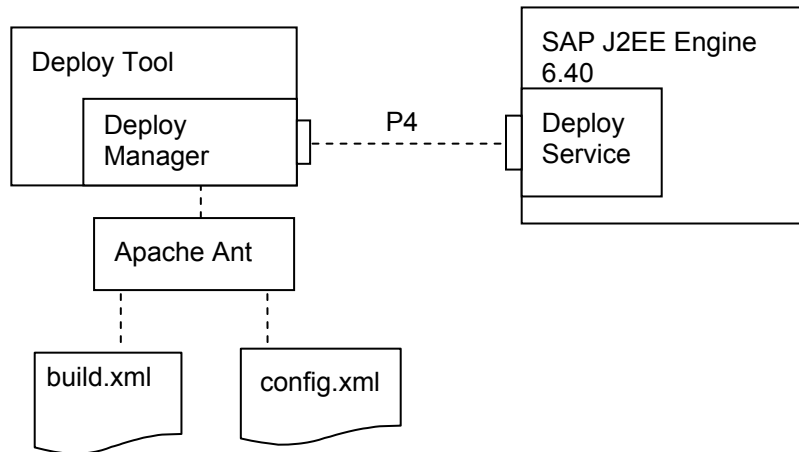 Deploy Tool
Deploy
Manager
P4
SAP J2EE Engine
6.40
Deploy
Service
Apache Ant
build.xml
config.xml